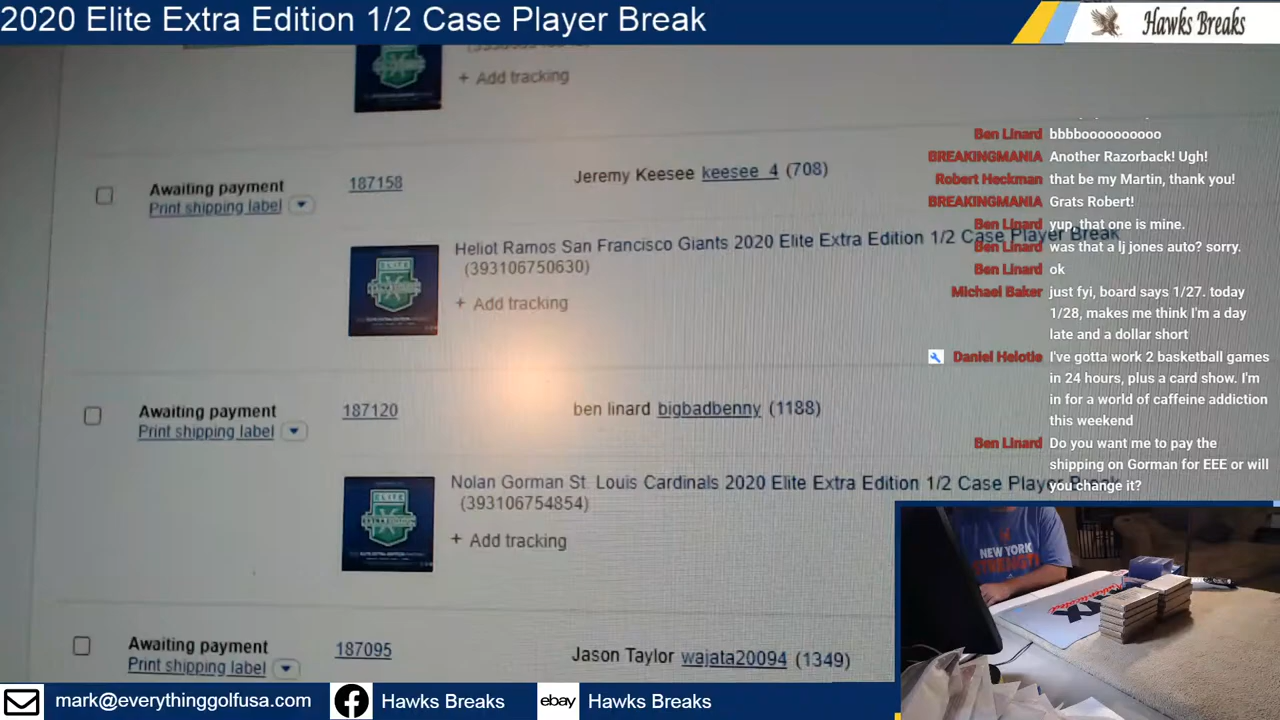 2020 Elite Extra Edition 1/2 Case Player Break
Hawks Breaks
+ Add tracking
Awaiting payment
Print shipping label
187158
Jeremy Keesee keesee_4 (708)
ELITE
Heliot Ramos San Francisco Giants 2020 Elite Extra Edition 1/2 Case Player Break
(393106750630)
+ Add tracking
Awaiting payment
Print shipping label
187120
ben linard bigbadbenny (1188)
ELITE
EXTRA EDITION
Nolan Gorman St. Louis Cardinals 2020 Elite Extra Edition 1/2 Case Player Break
(393106754854)
+ Add tracking
Awaiting payment
Print shipping label
187095
Jason Taylor wajata20094 (1349)
Ben Linard bbbboooooooooo
BREAKINGMANIA Another Razorback! Ugh!
Robert Heckman that be my Martin, thank you!
BREAKINGMANIA Grats Robert!
Ben Linard yup, that one is mine.
Ben Linard was that a lj jones auto? sorry.
Ben Linard ok
Michael Baker just fyi, board says 1/27. today
1/28, makes me think I'm a day
late and a dollar short
Daniel Helotie I've gotta work 2 basketball games
in 24 hours, plus a card show. I'm
in for a world of caffeine addiction
this weekend
Ben Linard Do you want me to pay the
shipping on Gorman for EEE or will
you change it?
NEW YORK
STRENGTH
mark@everythinggolfusa.com
Hawks Breaks
ebay
Hawks Breaks